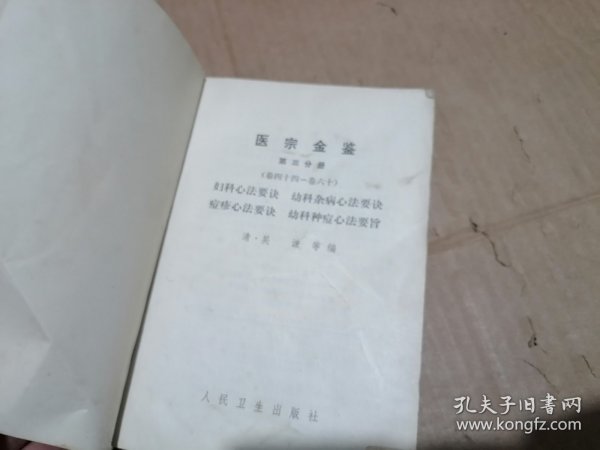 医宗金鉴
第三分册
（卷四十四—卷六十）
妇科心法要诀 幼科杂病心法要诀
痘疹心法要诀 幼科种痘心法要旨
清·吴 谦 等 编
人民卫生出版社
孔夫子旧书网
www.kongfz.com